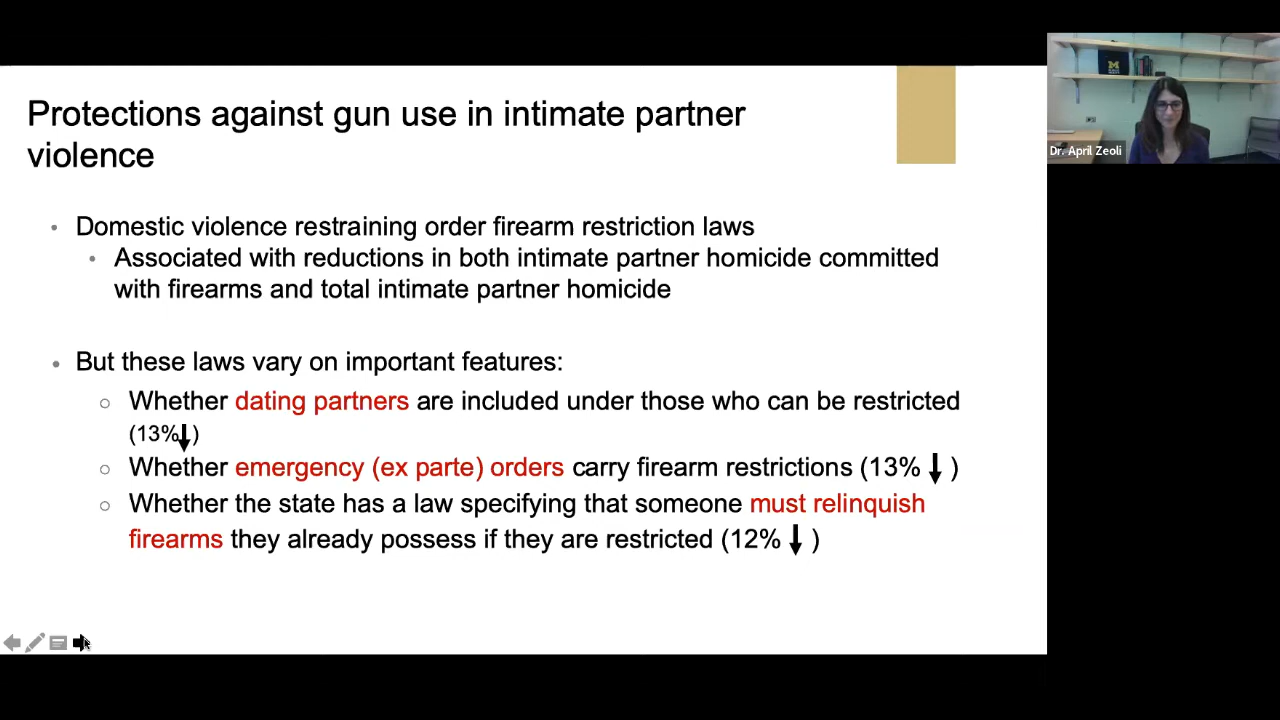 Protections against gun use in intimate partner
violence
Dr. April Zeoli
• Domestic violence restraining order firearm restriction laws
• Associated with reductions in both intimate partner homicide committed
with firearms and total intimate partner homicide
• But these laws vary on important features:
○ Whether dating partners are included under those who can be restricted
(13%⬇)
○ Whether emergency (ex parte) orders carry firearm restrictions (13% ⬇ )
○ Whether the state has a law specifying that someone must relinquish
firearms they already possess if they are restricted (12% ⬇ )